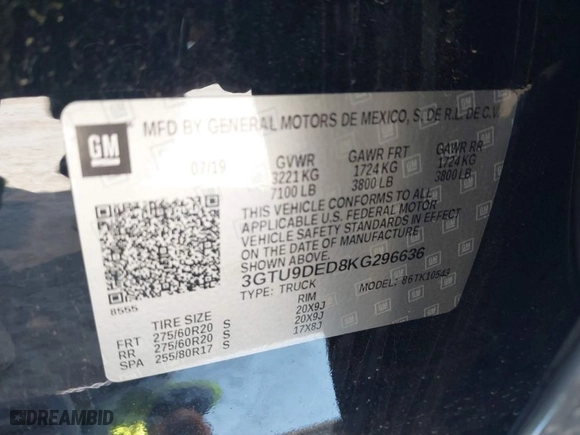 GM
MFD BY GENERAL MOTORS DE MEXICO, S. DE R.L. DE C.V.
07/19 GVWR GAWR FRT GAWR RR
3221 KG 1724 KG 1724 KG
7100 LB 3800 LB 3800 LB
THIS VEHICLE CONFORMS TO ALL
APPLICABLE U.S. FEDERAL MOTOR
VEHICLE SAFETY STANDARDS IN
EFFECT ON THE DATE OF
MANUFACTURE SHOWN ABOVE.
3GTU9DED8KG296636
TYPE: TRUCK MODEL: 86TK10543
8555
TIRE SIZE RIM
FRT 275/60R20 S 20X9J
RR 275/60R20 S 20X9J
SPA 255/80R17 S 17X8J
DREAMBID